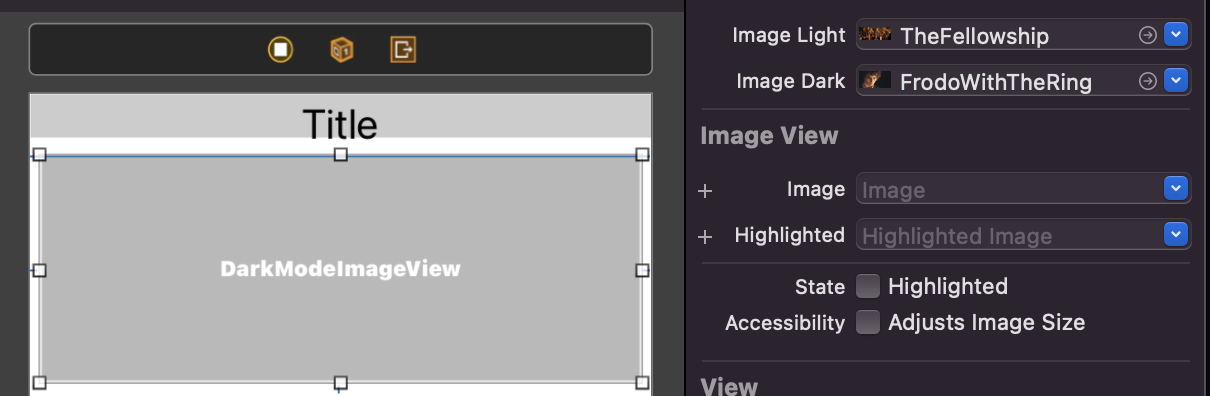 Title
DarkModeImageView
Image Light TheFellowship
Image Dark FrodoWithTheRing
Image View
+ Image Image
+ Highlighted Highlighted Image
State Highlighted
Accessibility Adjusts Image Size
View